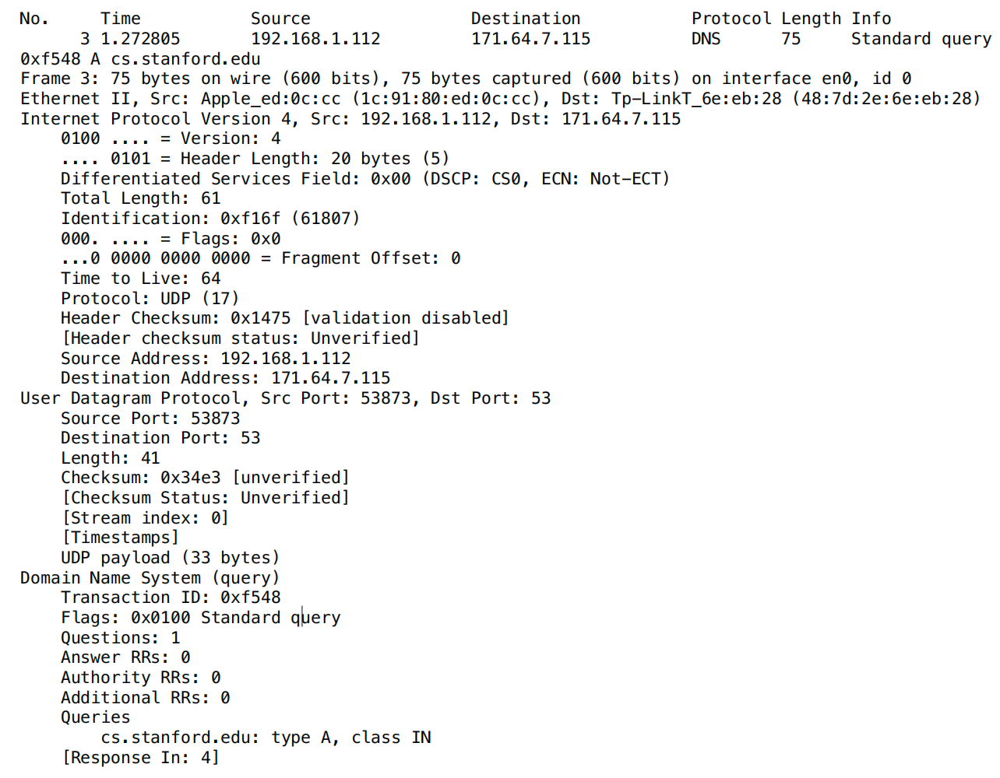 No. Time Source Destination Protocol Length Info
3 1.272805 192.168.1.112 171.64.7.115 DNS 75 Standard query
0xf548 A cs.stanford.edu
Frame 3: 75 bytes on wire (600 bits), 75 bytes captured (600 bits) on interface en0, id 0
Ethernet II, Src: Apple_ed:0c:cc (1c:91:80:ed:0c:cc), Dst: Tp-LinkT_6e:eb:28 (48:7d:2e:6e:eb:28)
Internet Protocol Version 4, Src: 192.168.1.112, Dst: 171.64.7.115
0100 .... = Version: 4
.... 0101 = Header Length: 20 bytes (5)
Differentiated Services Field: 0x00 (DSCP: CS0, ECN: Not-ECT)
Total Length: 61
Identification: 0xf16f (61807)
000. .... = Flags: 0x0
...0 0000 0000 0000 = Fragment Offset: 0
Time to Live: 64
Protocol: UDP (17)
Header Checksum: 0x1475 [validation disabled]
[Header checksum status: Unverified]
Source Address: 192.168.1.112
Destination Address: 171.64.7.115
User Datagram Protocol, Src Port: 53873, Dst Port: 53
Source Port: 53873
Destination Port: 53
Length: 41
Checksum: 0x34e3 [unverified]
[Checksum Status: Unverified]
[Stream index: 0]
[Timestamps]
UDP payload (33 bytes)
Domain Name System (query)
Transaction ID: 0xf548
Flags: 0x0100 Standard query
Questions: 1
Answer RRs: 0
Authority RRs: 0
Additional RRs: 0
Queries
cs.stanford.edu: type A, class IN
[Response In: 4]